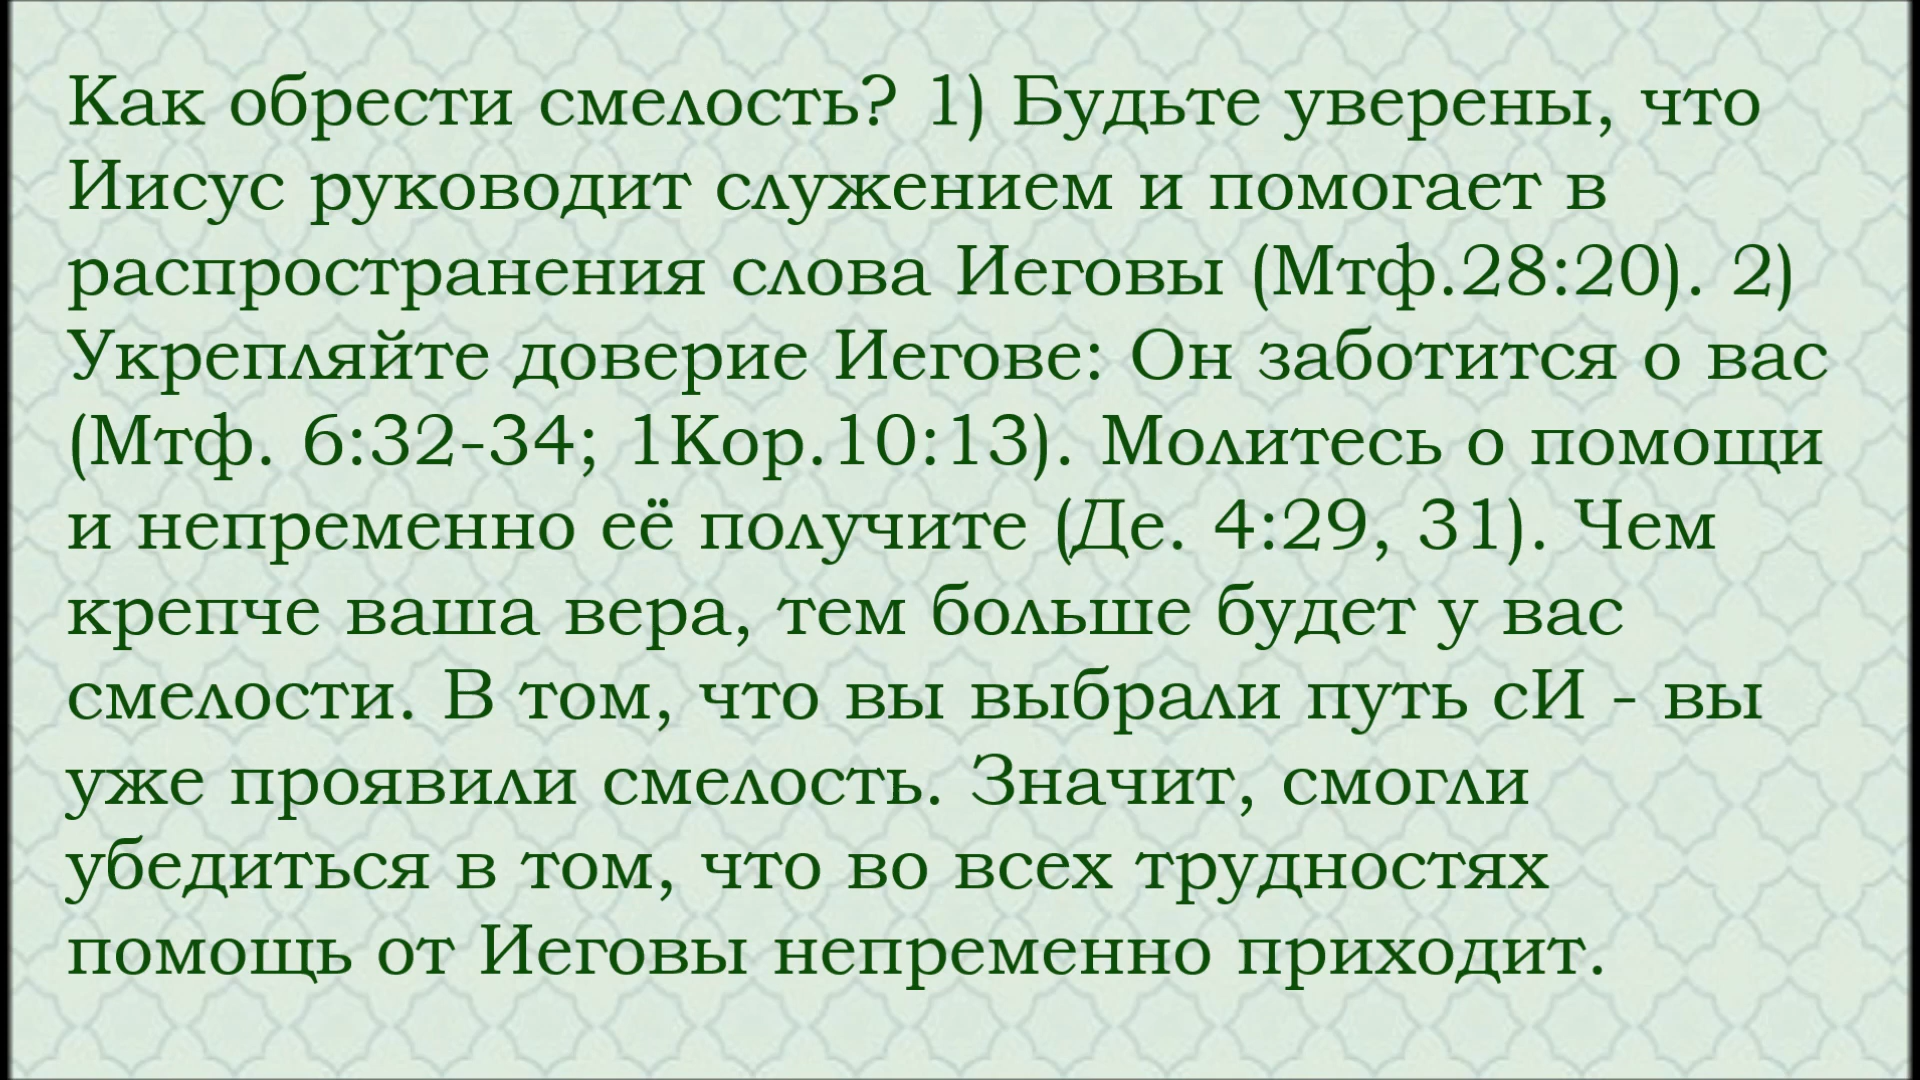 Как обрести смелость? 1) Будьте уверены, что
Иисус руководит служением и помогает в
распространения слова Иеговы (Мтф.28:20). 2)
Укрепляйте доверие Иегове: Он заботится о вас
(Мтф. 6:32-34; 1Кор.10:13). Молитесь о помощи
и непременно её получите (Де. 4:29, 31). Чем
крепче ваша вера, тем больше будет у вас
смелости. В том, что вы выбрали путь сИ - вы
уже проявили смелость. Значит, смогли
убедиться в том, что во всех трудностях
помощь от Иеговы непременно приходит.